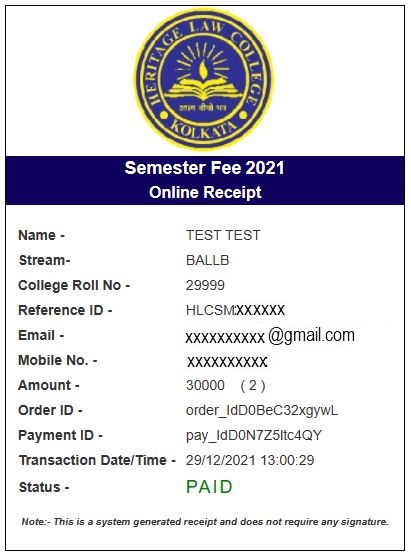 HERITAGE LAW COLLEGE
आत्म दीपो भव
KOLKATA
Semester Fee 2021
Online Receipt
Name - TEST TEST
Stream- BALLB
College Roll No - 29999
Reference ID - HLCSMxxxxxx
Email - xxxxxxxxxx @gmail.com
Mobile No. - xxxxxxxxxx
Amount - 30000 ( 2 )
Order ID - order_IdD0BeC32xgywL
Payment ID - pay_IdD0N7Z5Itc4QY
Transaction Date/Time - 29/12/2021 13:00:29
Status - PAID
Note:- This is a system generated receipt and does not require any signature.